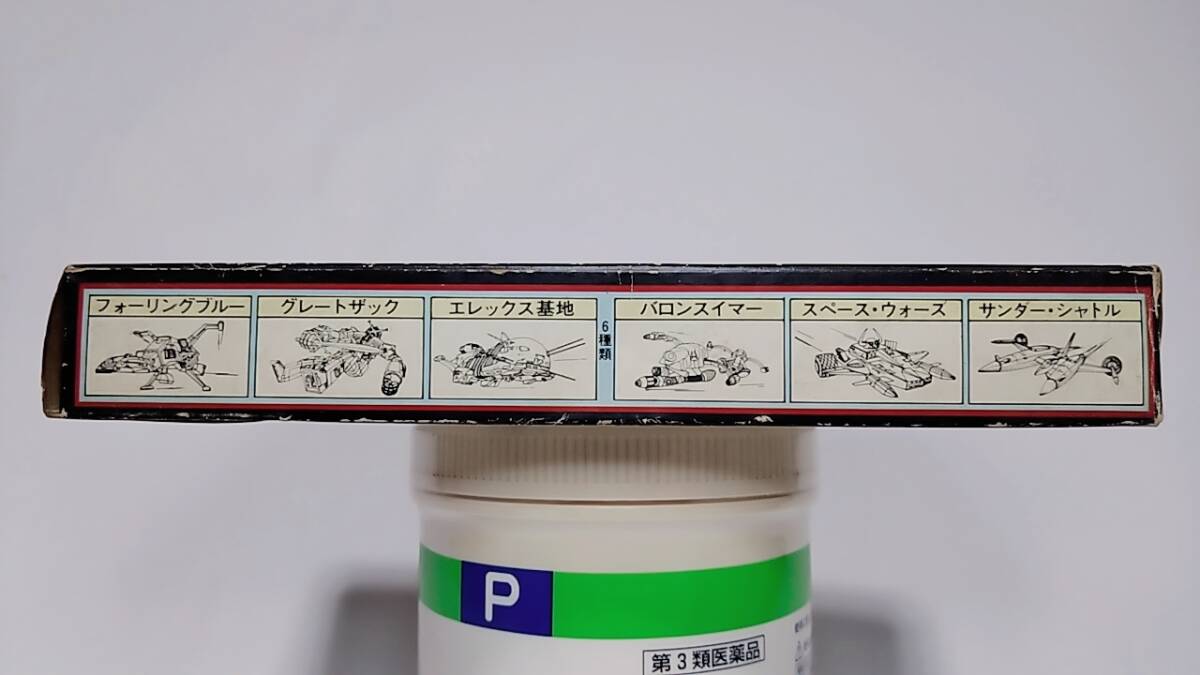 フォーリングブルー
グレートザック
エレックス基地
6種類
バロンスイマー
スペース・ウォーズ
サンダー・シャトル
P
第3類医薬品